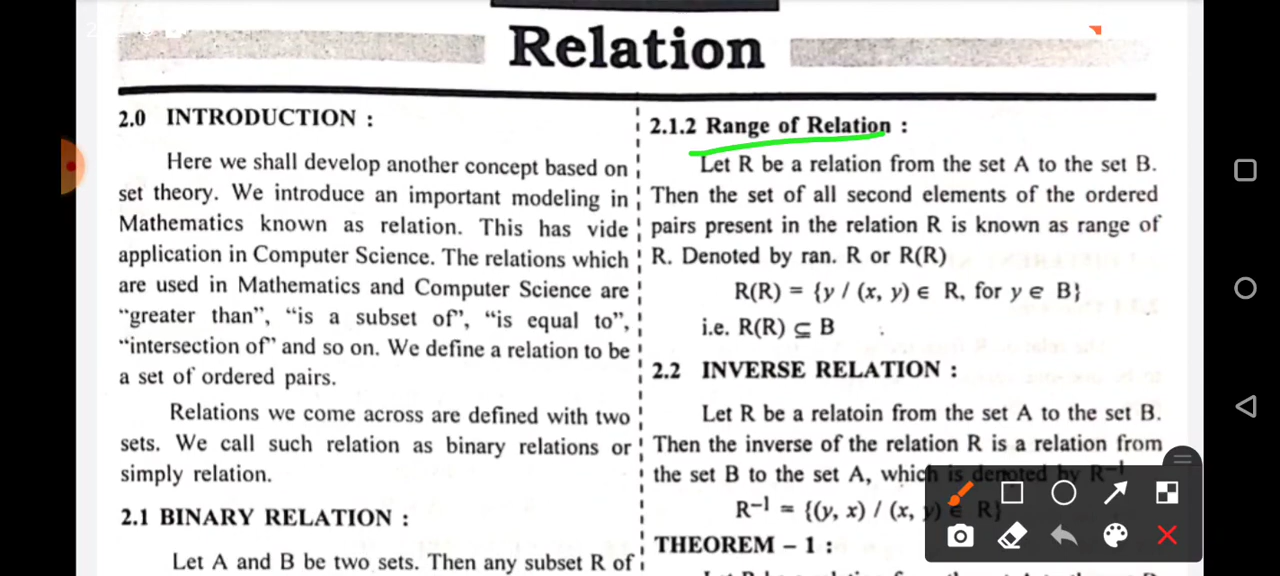 Relation
2.0 INTRODUCTION :
Here we shall develop another concept based on
set theory. We introduce an important modeling in
Mathematics known as relation. This has vide
application in Computer Science. The relations which
are used in Mathematics and Computer Science are
“greater than”, “is a subset of”, “is equal to”,
“intersection of” and so on. We define a relation to be
a set of ordered pairs.
Relations we come across are defined with two
sets. We call such relation as binary relations or
simply relation.
2.1 BINARY RELATION :
Let A and B be two sets. Then any subset R of
2.1.2 Range of Relation :
Let R be a relation from the set A to the set B.
Then the set of all second elements of the ordered
pairs present in the relation R is known as range of
R. Denoted by ran. R or R(R)
R(R) = {y / (x, y) ∈ R, for y ∈ B}
i.e. R(R) ⊆ B
2.2 INVERSE RELATION :
Let R be a relatoin from the set A to the set B.
Then the inverse of the relation R is a relation from
the set B to the set A, which is denoted by R⁻¹
R⁻¹ = {(y, x) / (x, y) ∈ R}
THEOREM – 1 :